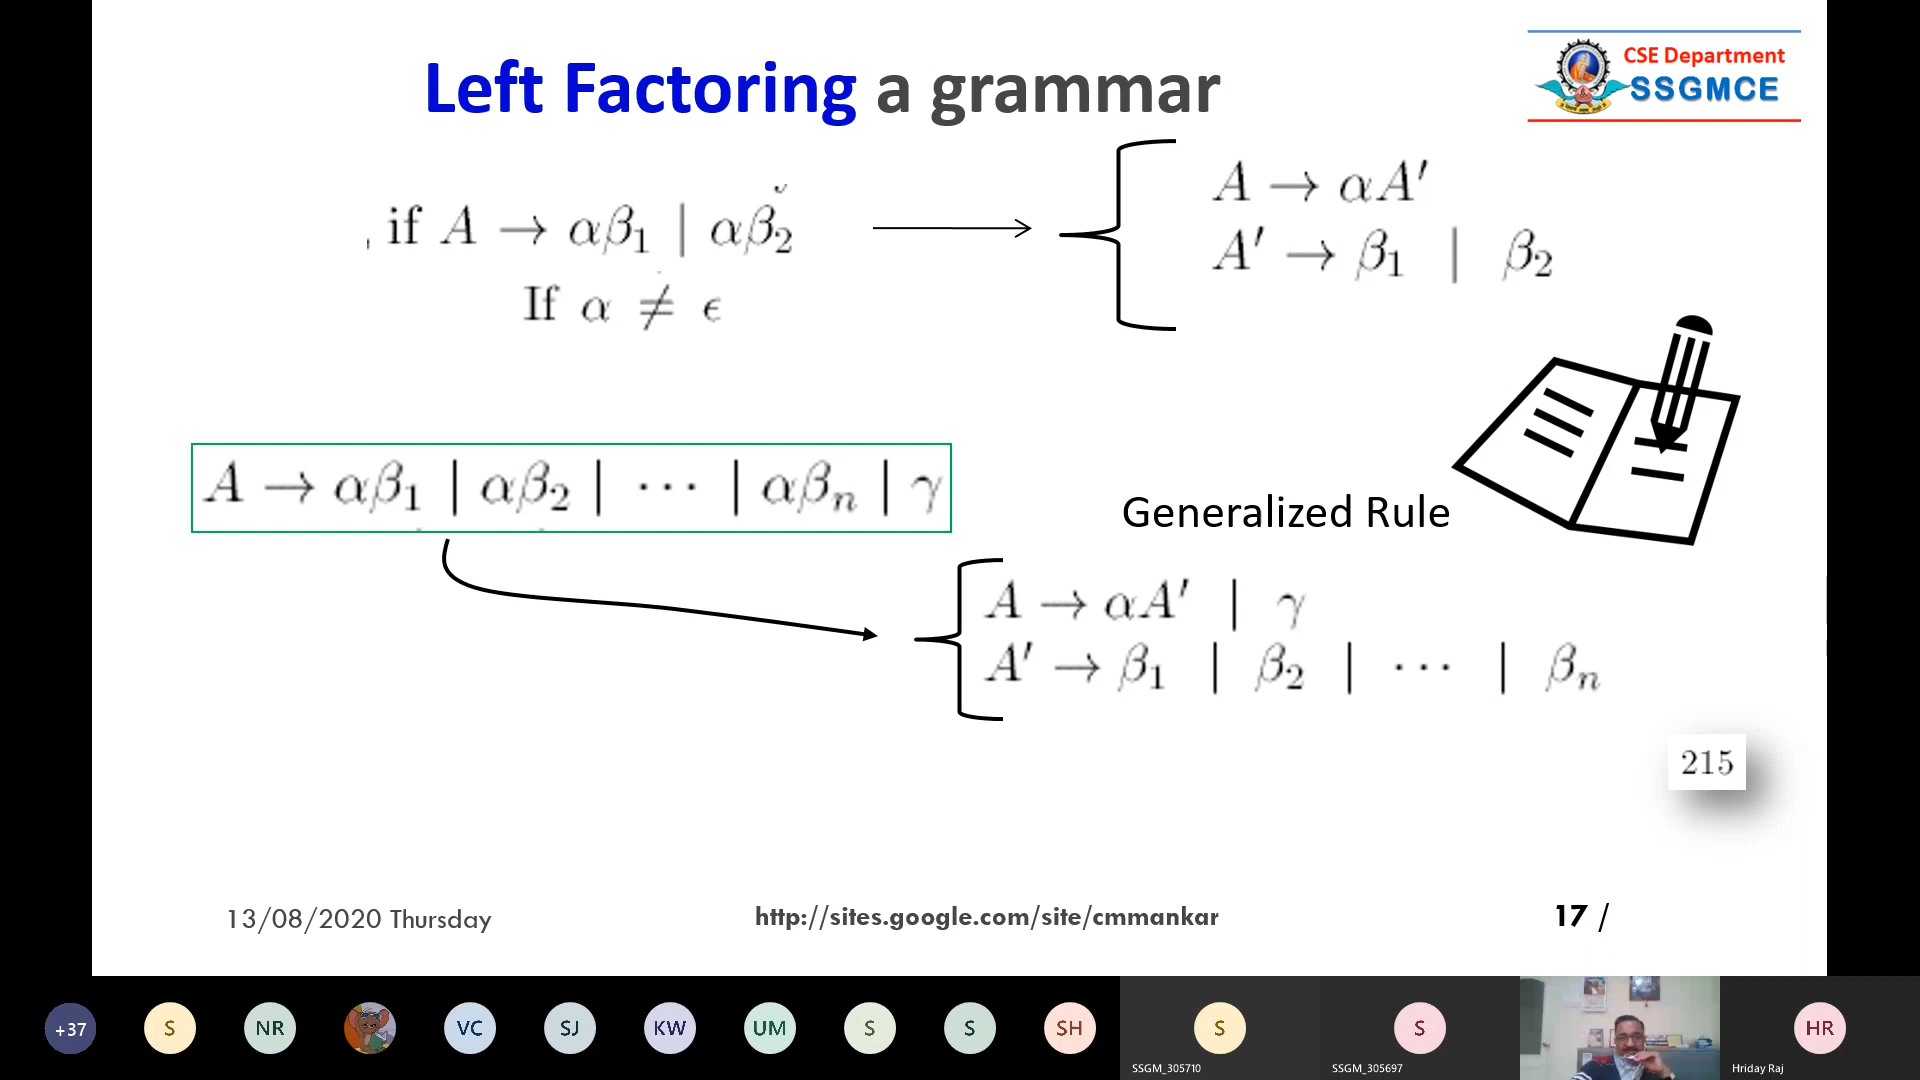 Left Factoring a grammar
CSE Department
SSGMCE
if A → αβ₁ | αβ₂
If α ≠ ϵ
A → αA′
A′ → β₁ | β₂
A → αβ₁ | αβ₂ | ⋯ | αβₙ | γ
Generalized Rule
A → αA′ | γ
A′ → β₁ | β₂ | ⋯ | βₙ
215
13/08/2020 Thursday
http://sites.google.com/site/cmmankar
17 /
+37
S
NR
VC
SJ
KW
UM
S
S
SH
S
SSGM_305710
S
SSGM_305697
HR
Hriday Raj